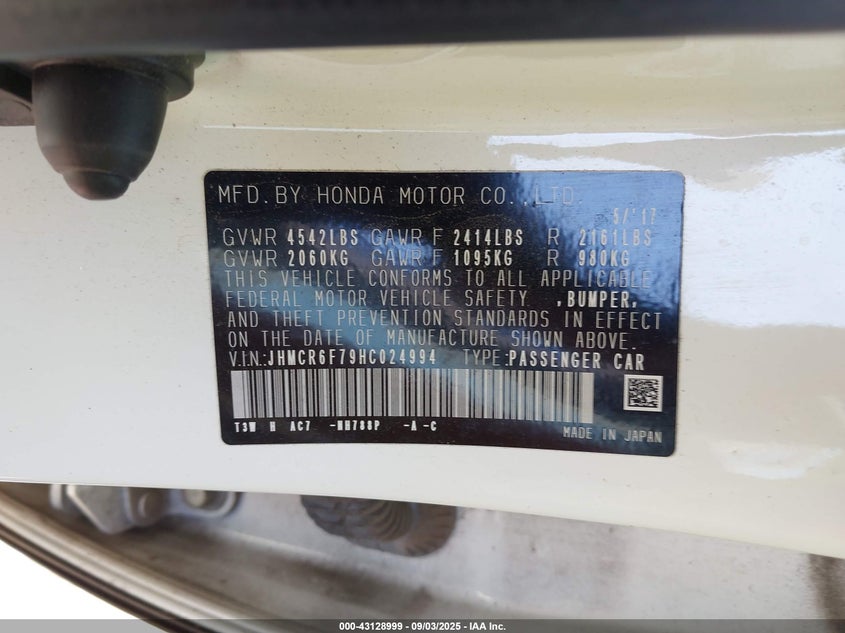 MFD. BY HONDA MOTOR CO., LTD.
5/'17
GVWR 4542LBS GAWR F 2414LBS R 2161LBS
GVWR 2060KG GAWR F 1095KG R 980KG
THIS VEHICLE CONFORMS TO ALL APPLICABLE
FEDERAL MOTOR VEHICLE SAFETY ,BUMPER,
AND THEFT PREVENTION STANDARDS IN EFFECT
ON THE DATE OF MANUFACTURE SHOWN ABOVE.
V.I.N.:JHMCR6F79HC024994 TYPE:PASSENGER CAR
T3W H AC7 -NH788P -A -C
MADE IN JAPAN
000-43128999 - 09/03/2025 - IAA Inc.